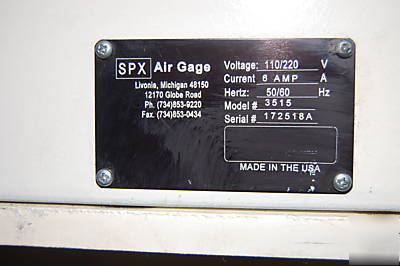 SPX Air Gage
Livonia, Michigan 48150
12170 Globe Road
Ph. (734)853-9220
Fax. (734)853-0434
Voltage: 110/220 V
Current 6 AMP A
Hertz: 50/60 Hz
Model # 3515
Serial # 172518A
MADE IN THE USA